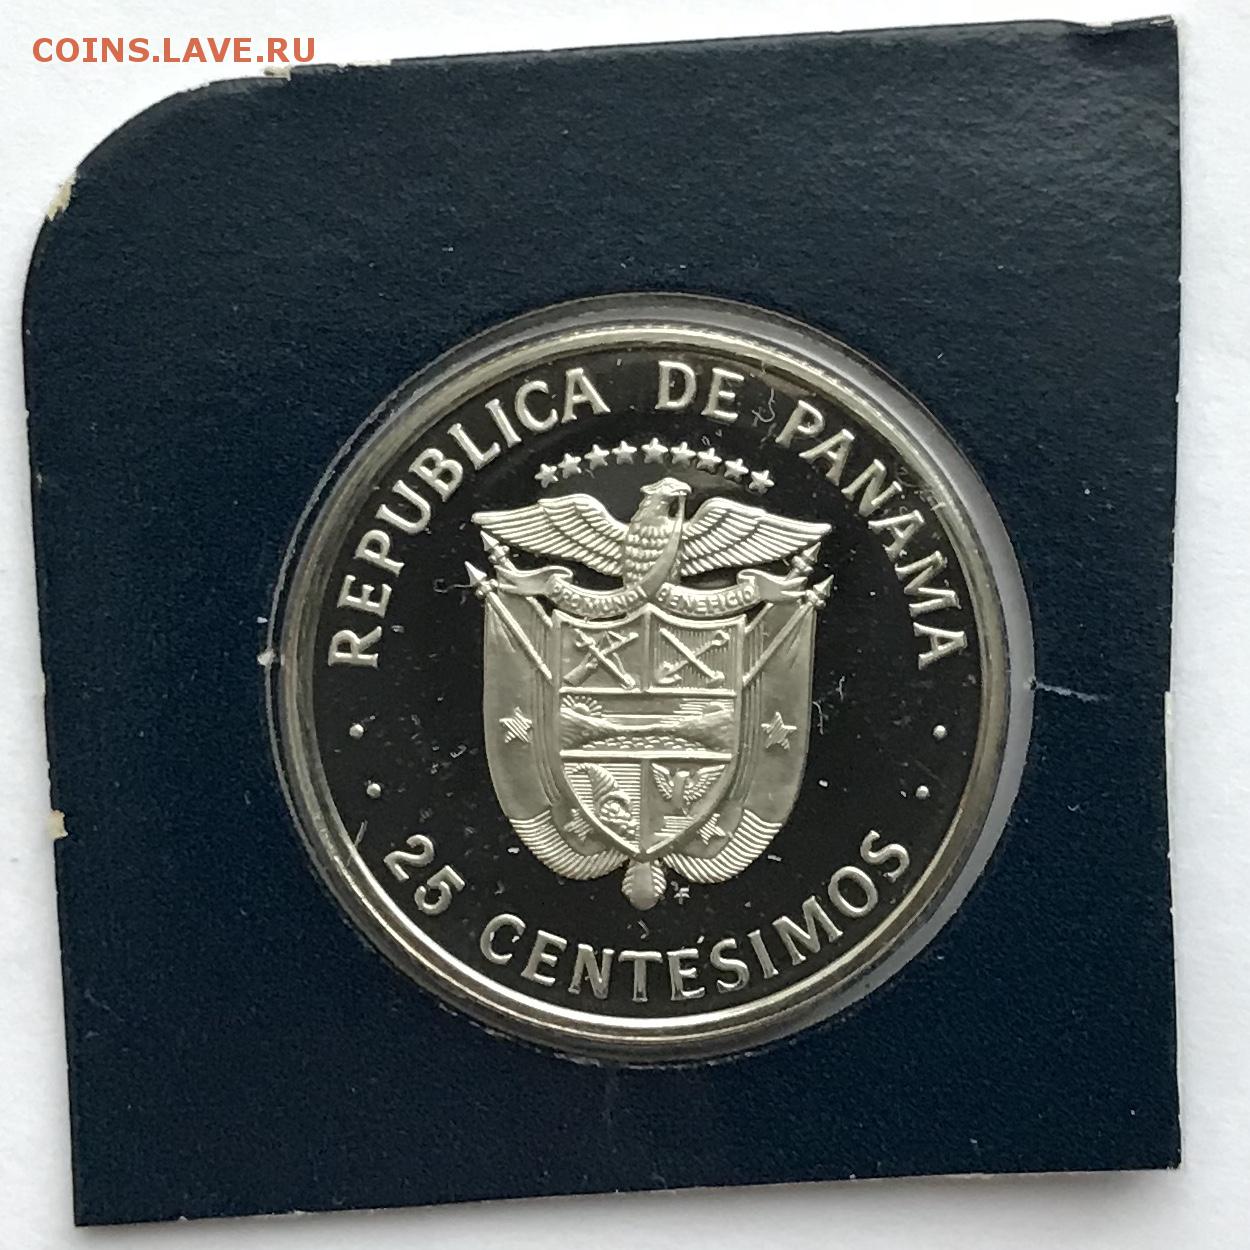 COINS.LAVE.RU
REPUBLICA DE PANAMA
PRO MUNDI BENEFICIO
25 CENTESIMOS